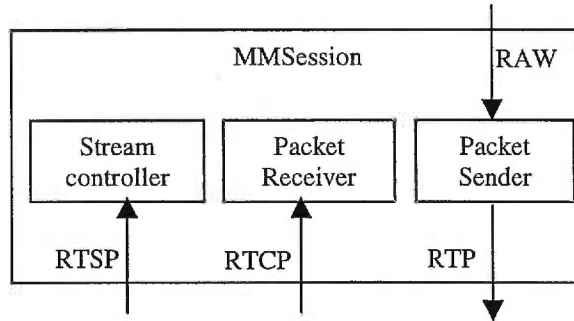 MMSession
RAW
Stream
controller
Packet
Receiver
Packet
Sender
RTSP
RTCP
RTP